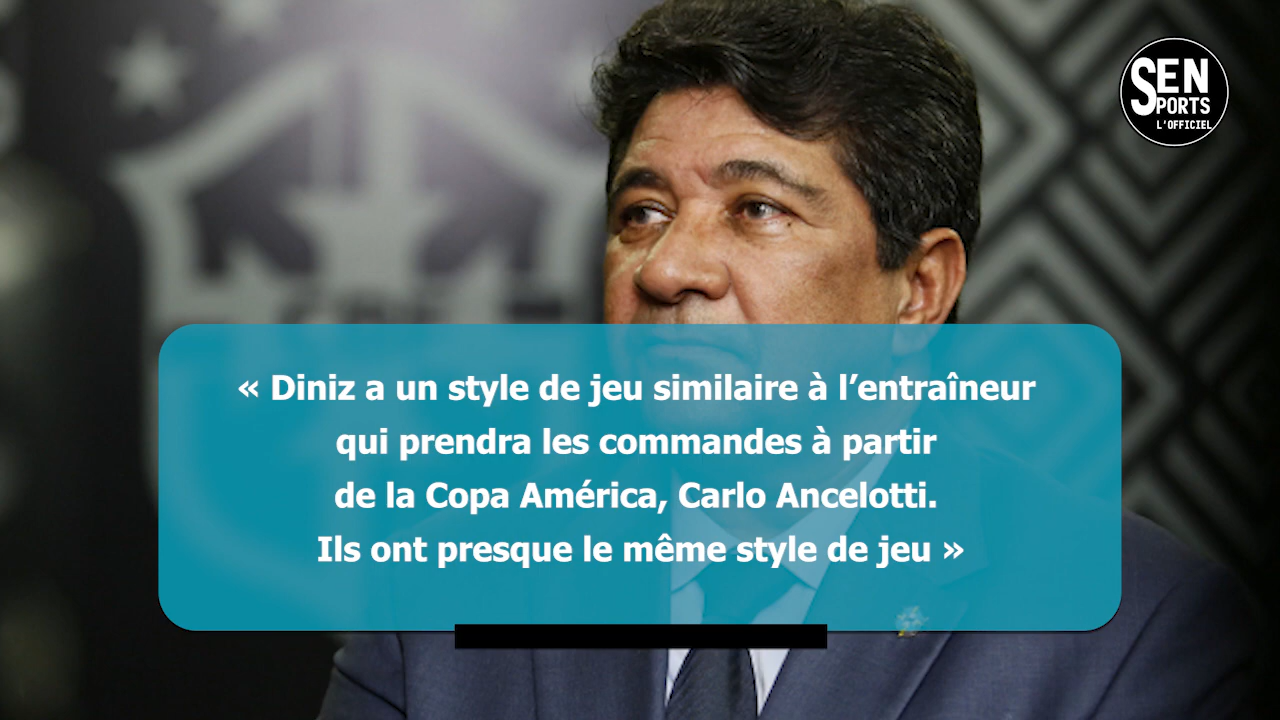 SEN
SPORTS
L'OFFICIEL
« Diniz a un style de jeu similaire à l’entraîneur
qui prendra les commandes à partir
de la Copa América, Carlo Ancelotti.
Ils ont presque le même style de jeu »